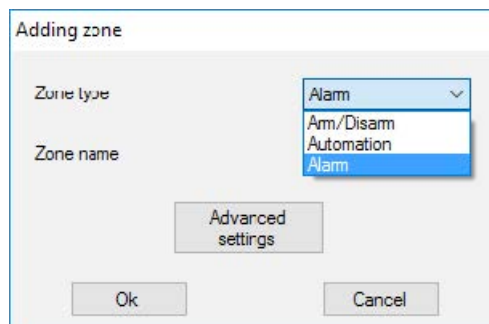 Adding zone
Zone type
Alarm
Arm/Disarm
Automation
Alarm
Zone name
Advanced
settings
Ok
Cancel